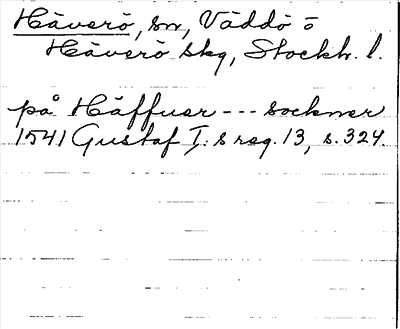 Häverö, sn, Väddö o
Häverö skg, Stockh. l.
på Häffuer --- sockner
1541 Gustaf I:s reg. 13, s. 324.